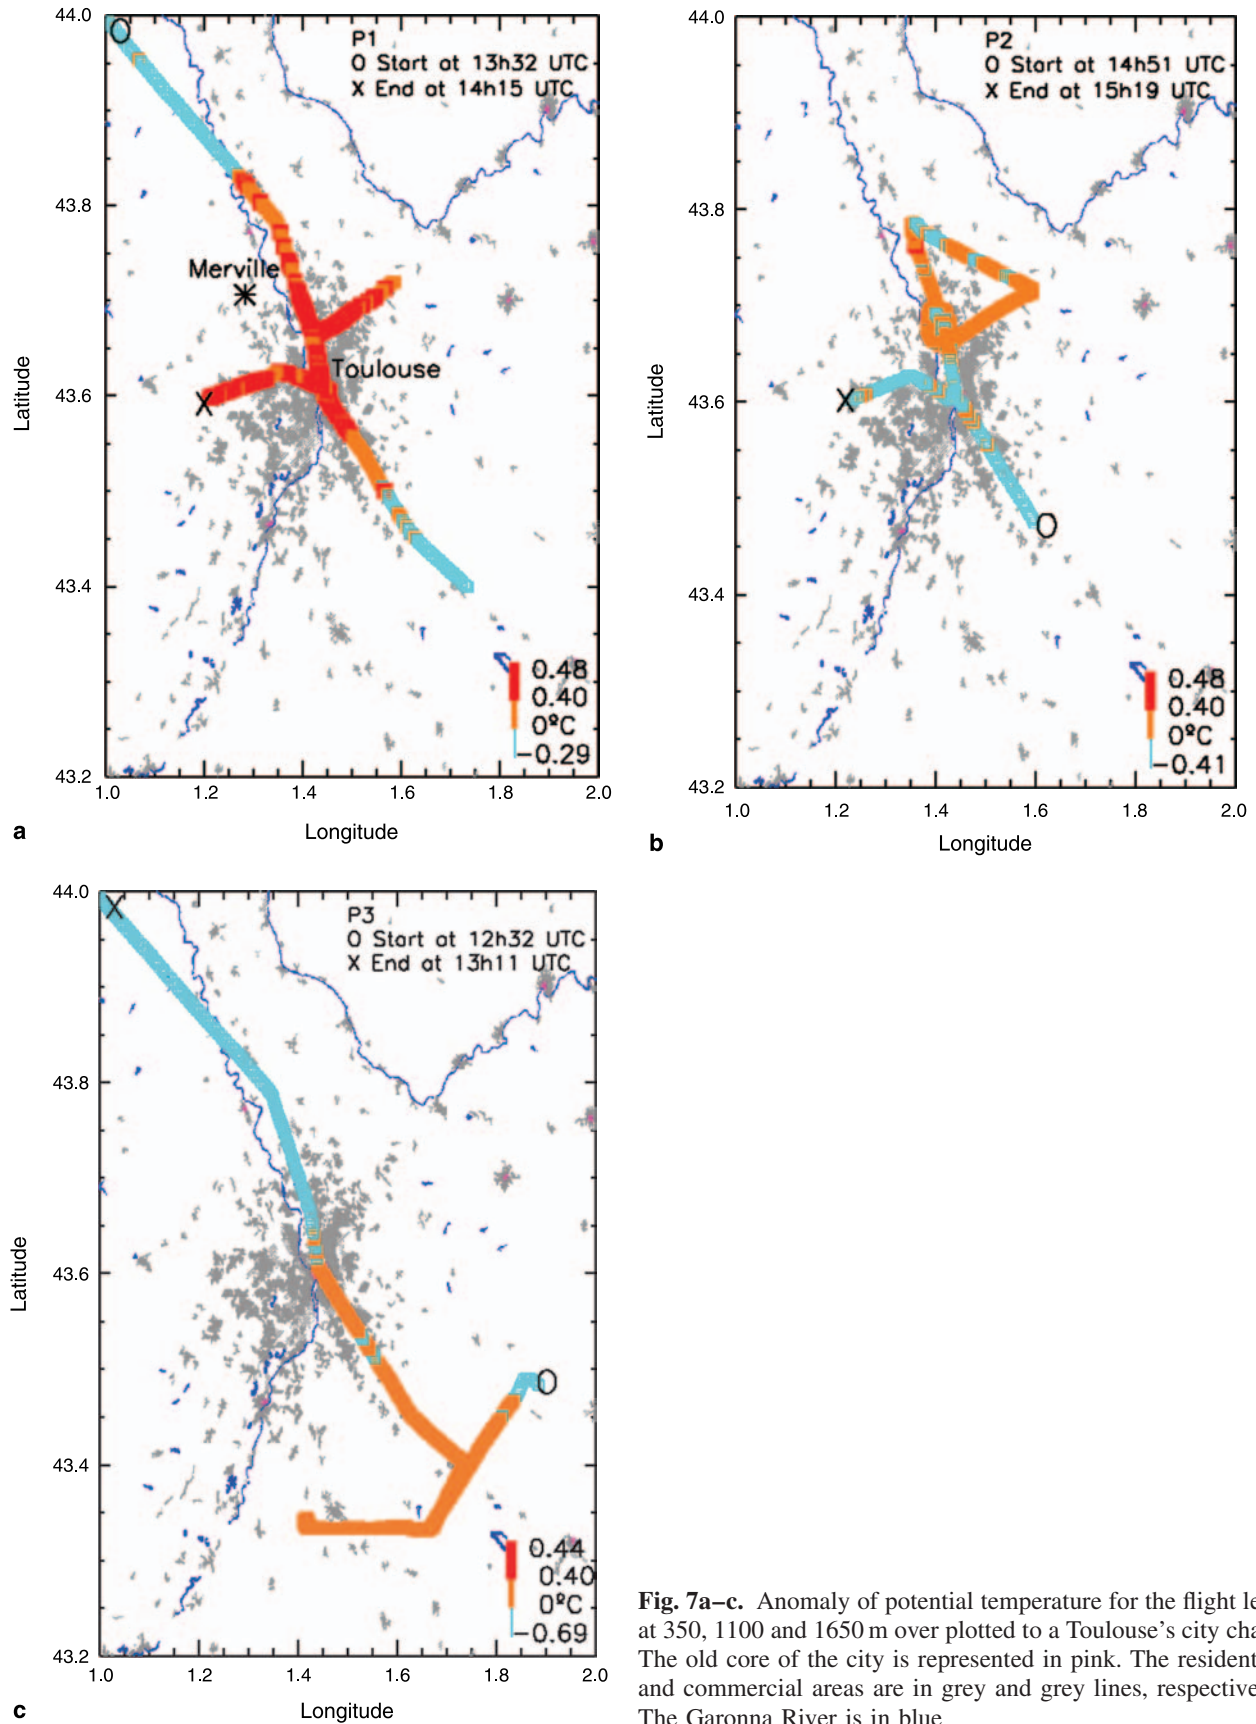 44.0
43.8
43.6
43.4
43.2
Latitude
P1
O Start at 13h32 UTC
X End at 14h15 UTC
O
Merville
Toulouse
X
0.48
0.40
0ºC
−0.29
1.0 1.2 1.4 1.6 1.8 2.0
Longitude
a
44.0
43.8
43.6
43.4
43.2
Latitude
P2
O Start at 14h51 UTC
X End at 15h19 UTC
X
O
0.48
0.40
0ºC
−0.41
1.0 1.2 1.4 1.6 1.8 2.0
Longitude
b
44.0
43.8
43.6
43.4
43.2
Latitude
X
P3
O Start at 12h32 UTC
X End at 13h11 UTC
O
0.44
0.40
0ºC
−0.69
1.0 1.2 1.4 1.6 1.8 2.0
Longitude
c
Fig. 7a–c. Anomaly of potential temperature for the flight le
at 350, 1100 and 1650 m over plotted to a Toulouse's city cha
The old core of the city is represented in pink. The resident
and commercial areas are in grey and grey lines, respective
The Garonna River is in blue